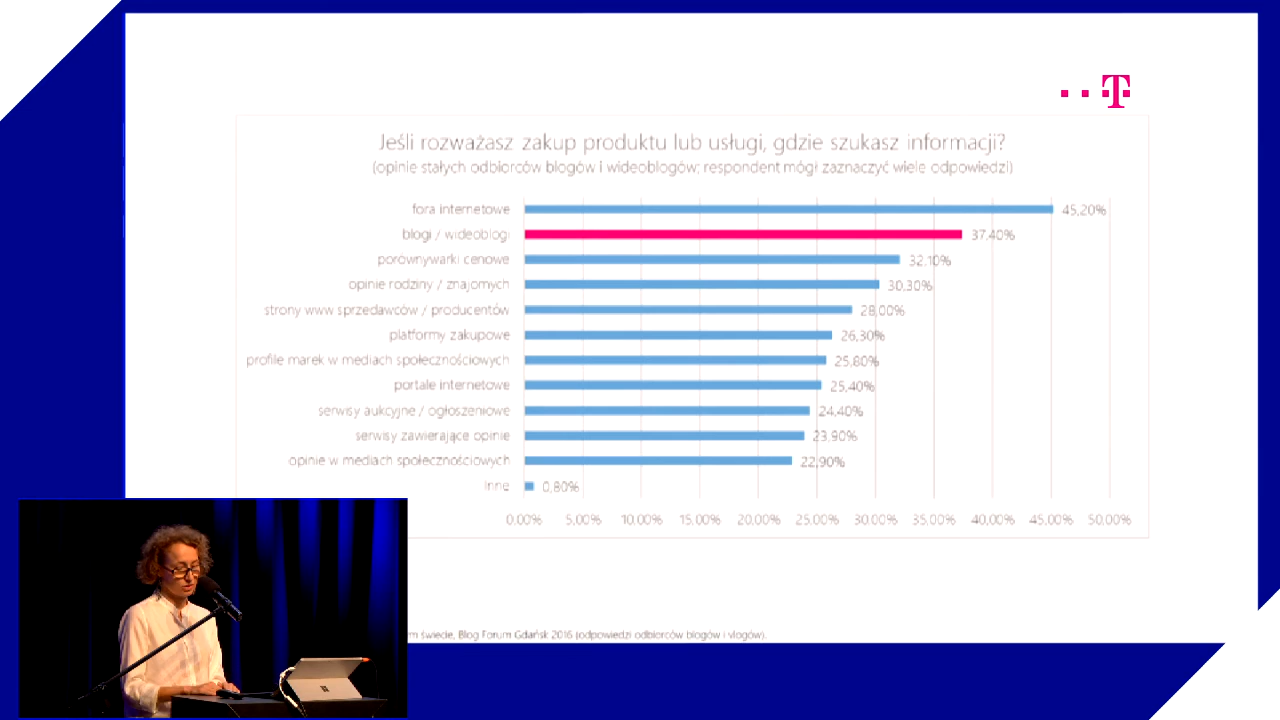 T
Jeśli rozważasz zakup produktu lub usługi, gdzie szukasz informacji?
(opinie stałych odbiorców blogów i wideoblogów; respondent mógł zaznaczyć wiele odpowiedzi)
fora internetowe 45,20%
blogi / wideoblogi 37,40%
porównywarki cenowe 32,10%
opinie rodziny / znajomych 30,30%
strony www sprzedawców / producentów 28,00%
platformy zakupowe 26,30%
profile marek w mediach społecznościowych 25,80%
portale internetowe 25,40%
serwisy aukcyjne / ogłoszeniowe 24,40%
serwisy zawierające opinie 23,90%
opinie w mediach społecznościowych 22,90%
inne 0,80%
0,00% 5,00% 10,00% 15,00% 20,00% 25,00% 30,00% 35,00% 40,00% 45,00% 50,00%
świecie, Blog Forum Gdańsk 2016 (odpowiedzi odbiorców blogów i vlogów).